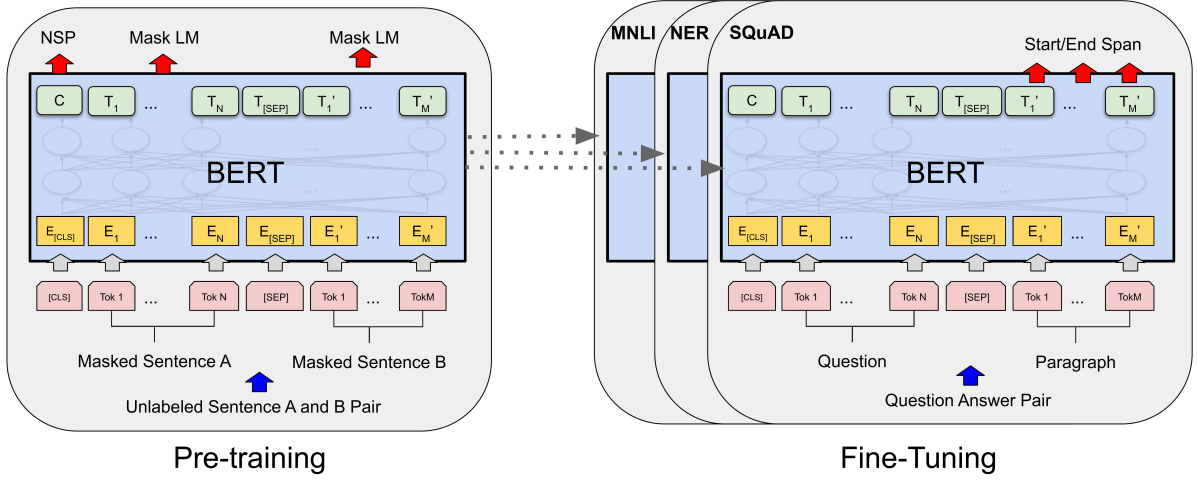 NSP Mask LM Mask LM
C T1 ... TN T[SEP] T1' ... TM'
...
BERT
...
E[CLS] E1 ... EN E[SEP] E1' ... EM'
[CLS] Tok 1 ... Tok N [SEP] Tok 1 ... TokM
Masked Sentence A Masked Sentence B
Unlabeled Sentence A and B Pair
Pre-training
MNLI NER SQuAD
Start/End Span
C T1 ... TN T[SEP] T1' ... TM'
...
BERT
...
E[CLS] E1 ... EN E[SEP] E1' ... EM'
[CLS] Tok 1 ... Tok N [SEP] Tok 1 ... TokM
Question Paragraph
Question Answer Pair
Fine-Tuning